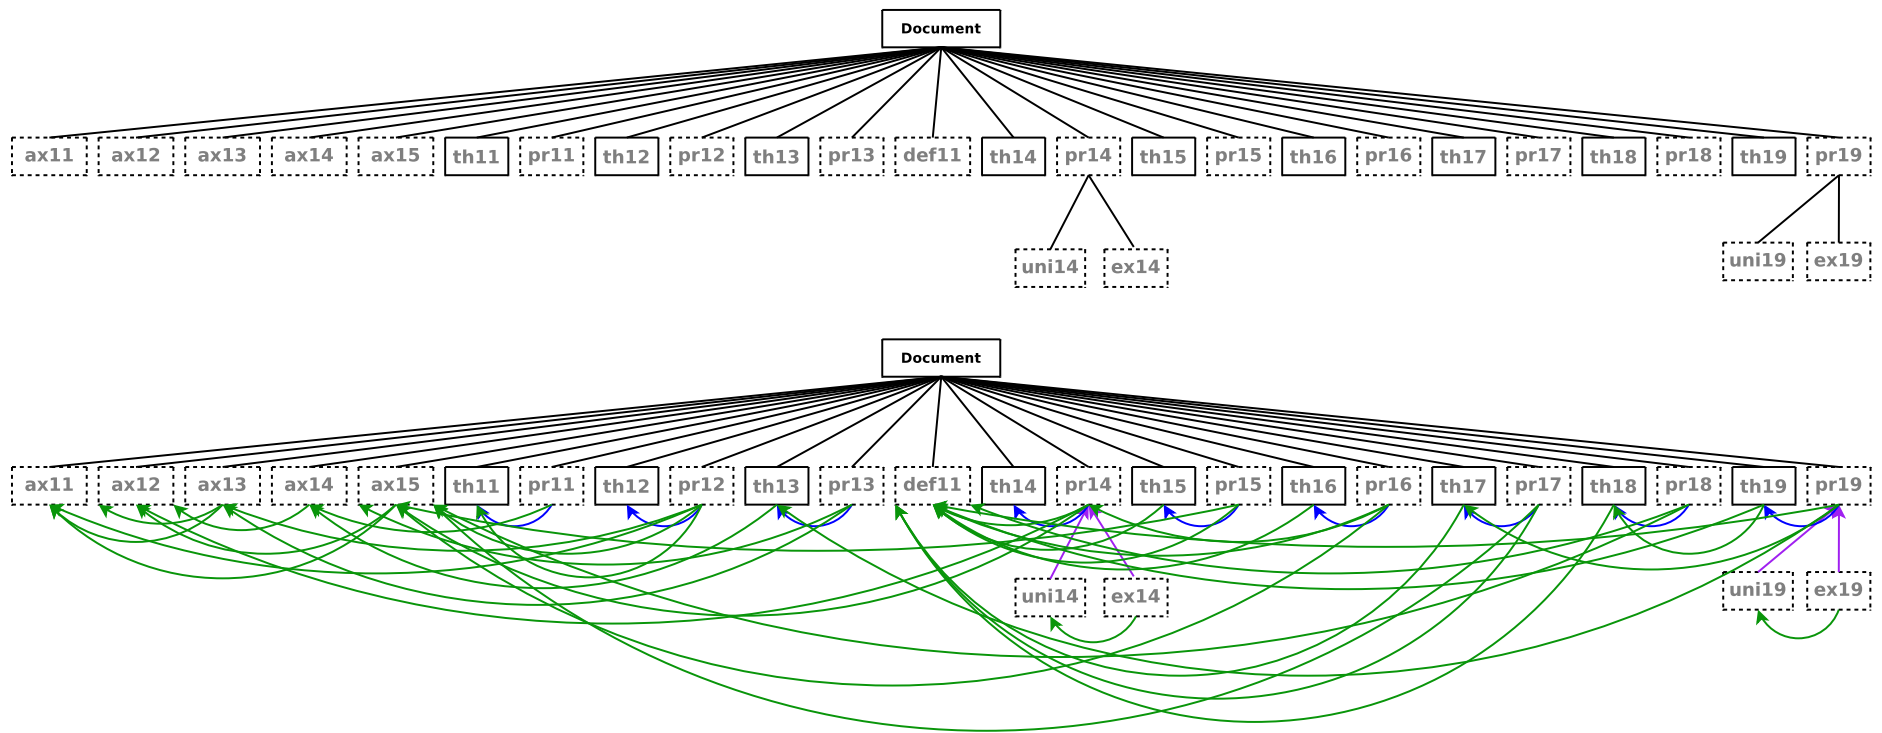 Document
ax11 ax12 ax13 ax14 ax15 th11 pr11 th12 pr12 th13 pr13 def11 th14 pr14 th15 pr15 th16 pr16 th17 pr17 th18 pr18 th19 pr19
uni14 ex14 uni19 ex19
Document
ax11 ax12 ax13 ax14 ax15 th11 pr11 th12 pr12 th13 pr13 def11 th14 pr14 th15 pr15 th16 pr16 th17 pr17 th18 pr18 th19 pr19
uni14 ex14 uni19 ex19